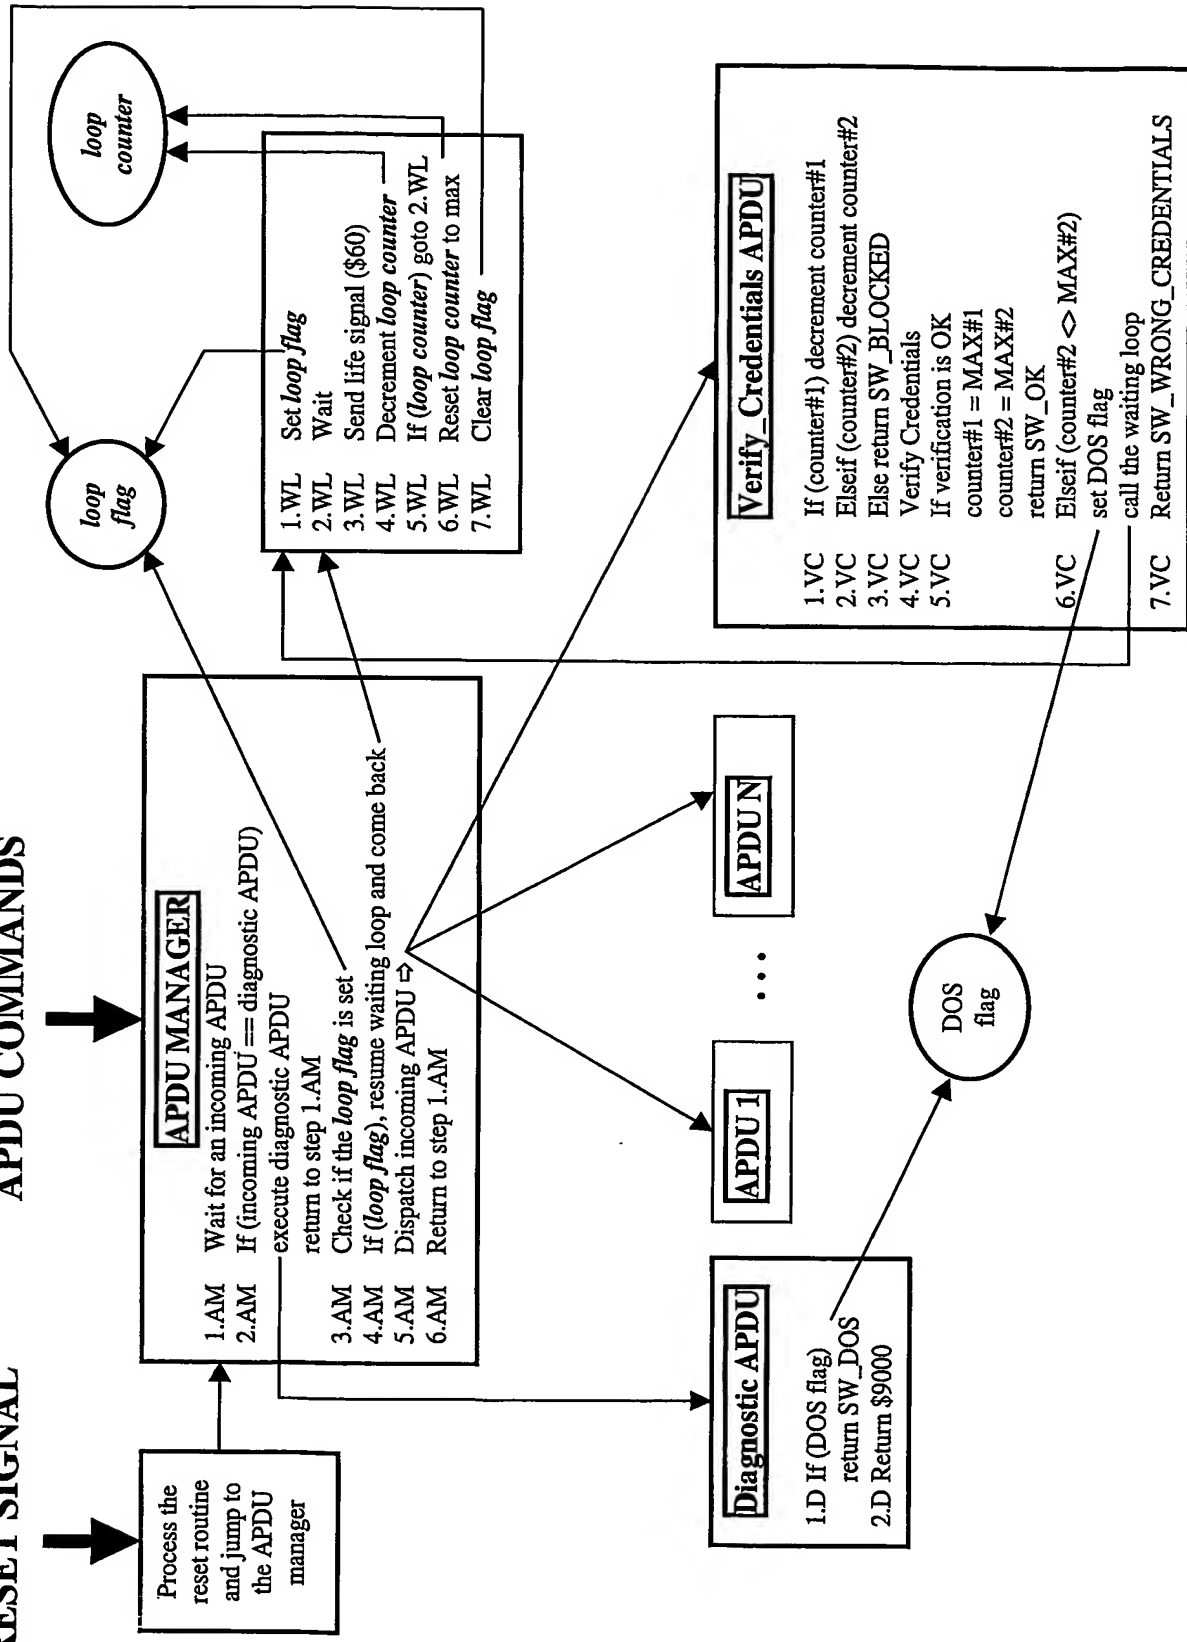 RESET SIGNAL
APDU COMMANDS
Process the
reset routine
and jump to
the APDU
manager
APDU MANAGER
1.AM Wait for an incoming APDU
2.AM If (incoming APDU == diagnostic APDU)
execute diagnostic APDU
return to step 1.AM
3.AM Check if the loop flag is set
4.AM If (loop flag), resume waiting loop and come back
5.AM Dispatch incoming APDU ⇨
6.AM Return to step 1.AM
loop
flag
loop
counter
1.WL Set loop flag
2.WL Wait
3.WL Send life signal ($60)
4.WL Decrement loop counter
5.WL If (loop counter) goto 2.WL
6.WL Reset loop counter to max
7.WL Clear loop flag
Diagnostic APDU
1.D If (DOS flag)
return SW_DOS
2.D Return $9000
APDU 1
...
APDU N
DOS
flag
Verify_Credentials APDU
1.VC If (counter#1) decrement counter#1
2.VC Elseif (counter#2) decrement counter#2
3.VC Else return SW_BLOCKED
4.VC Verify Credentials
5.VC If verification is OK
counter#1 = MAX#1
counter#2 = MAX#2
return SW_OK
6.VC Elseif (counter#2 <> MAX#2)
set DOS flag
call the waiting loop
7.VC Return SW_WRONG_CREDENTIALS